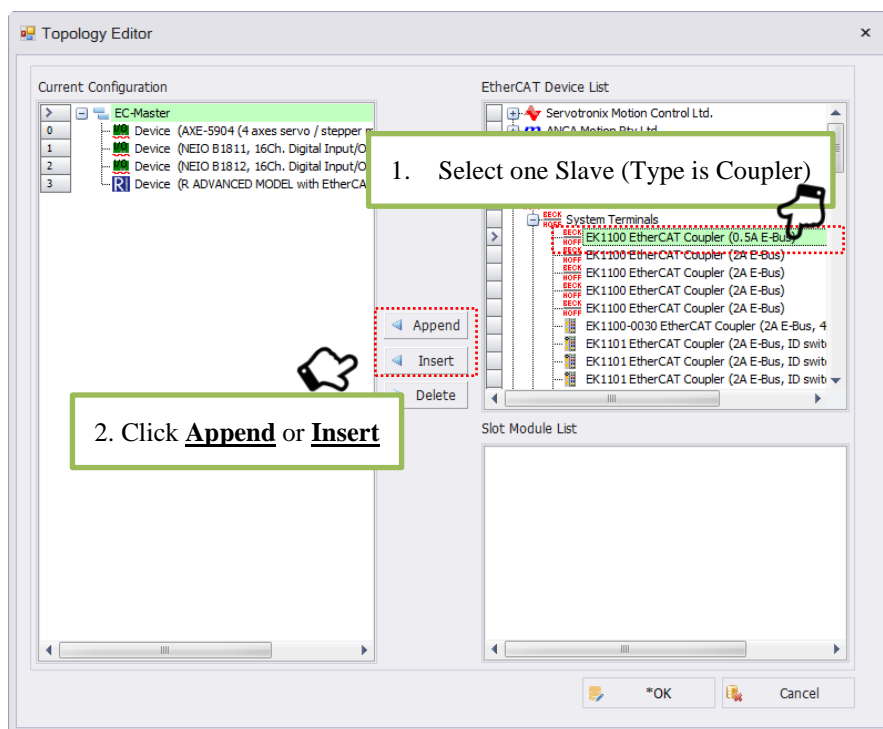 Topology Editor
Current Configuration
EC-Master
0 Device (AXE-5904 (4 axes servo / stepper m
1 Device (NEIO B1811, 16Ch. Digital Input/O
2 Device (NEIO B1812, 16Ch. Digital Input/O
3 Device (R ADVANCED MODEL with EtherCA
EtherCAT Device List
Servotronix Motion Control Ltd.
ANCA Motion Pty Ltd.
1. Select one Slave (Type is Coupler)
System Terminals
EK1100 EtherCAT Coupler (0.5A E-Bus)
EK1100 EtherCAT Coupler (2A E-Bus)
EK1100 EtherCAT Coupler (2A E-Bus)
EK1100 EtherCAT Coupler (2A E-Bus)
EK1100 EtherCAT Coupler (2A E-Bus)
EK1100-0030 EtherCAT Coupler (2A E-Bus, 4
EK1101 EtherCAT Coupler (2A E-Bus, ID swit
EK1101 EtherCAT Coupler (2A E-Bus, ID swit
EK1101 EtherCAT Coupler (2A E-Bus, ID swit
Append
Insert
Delete
2. Click Append or Insert
Slot Module List
*OK
Cancel